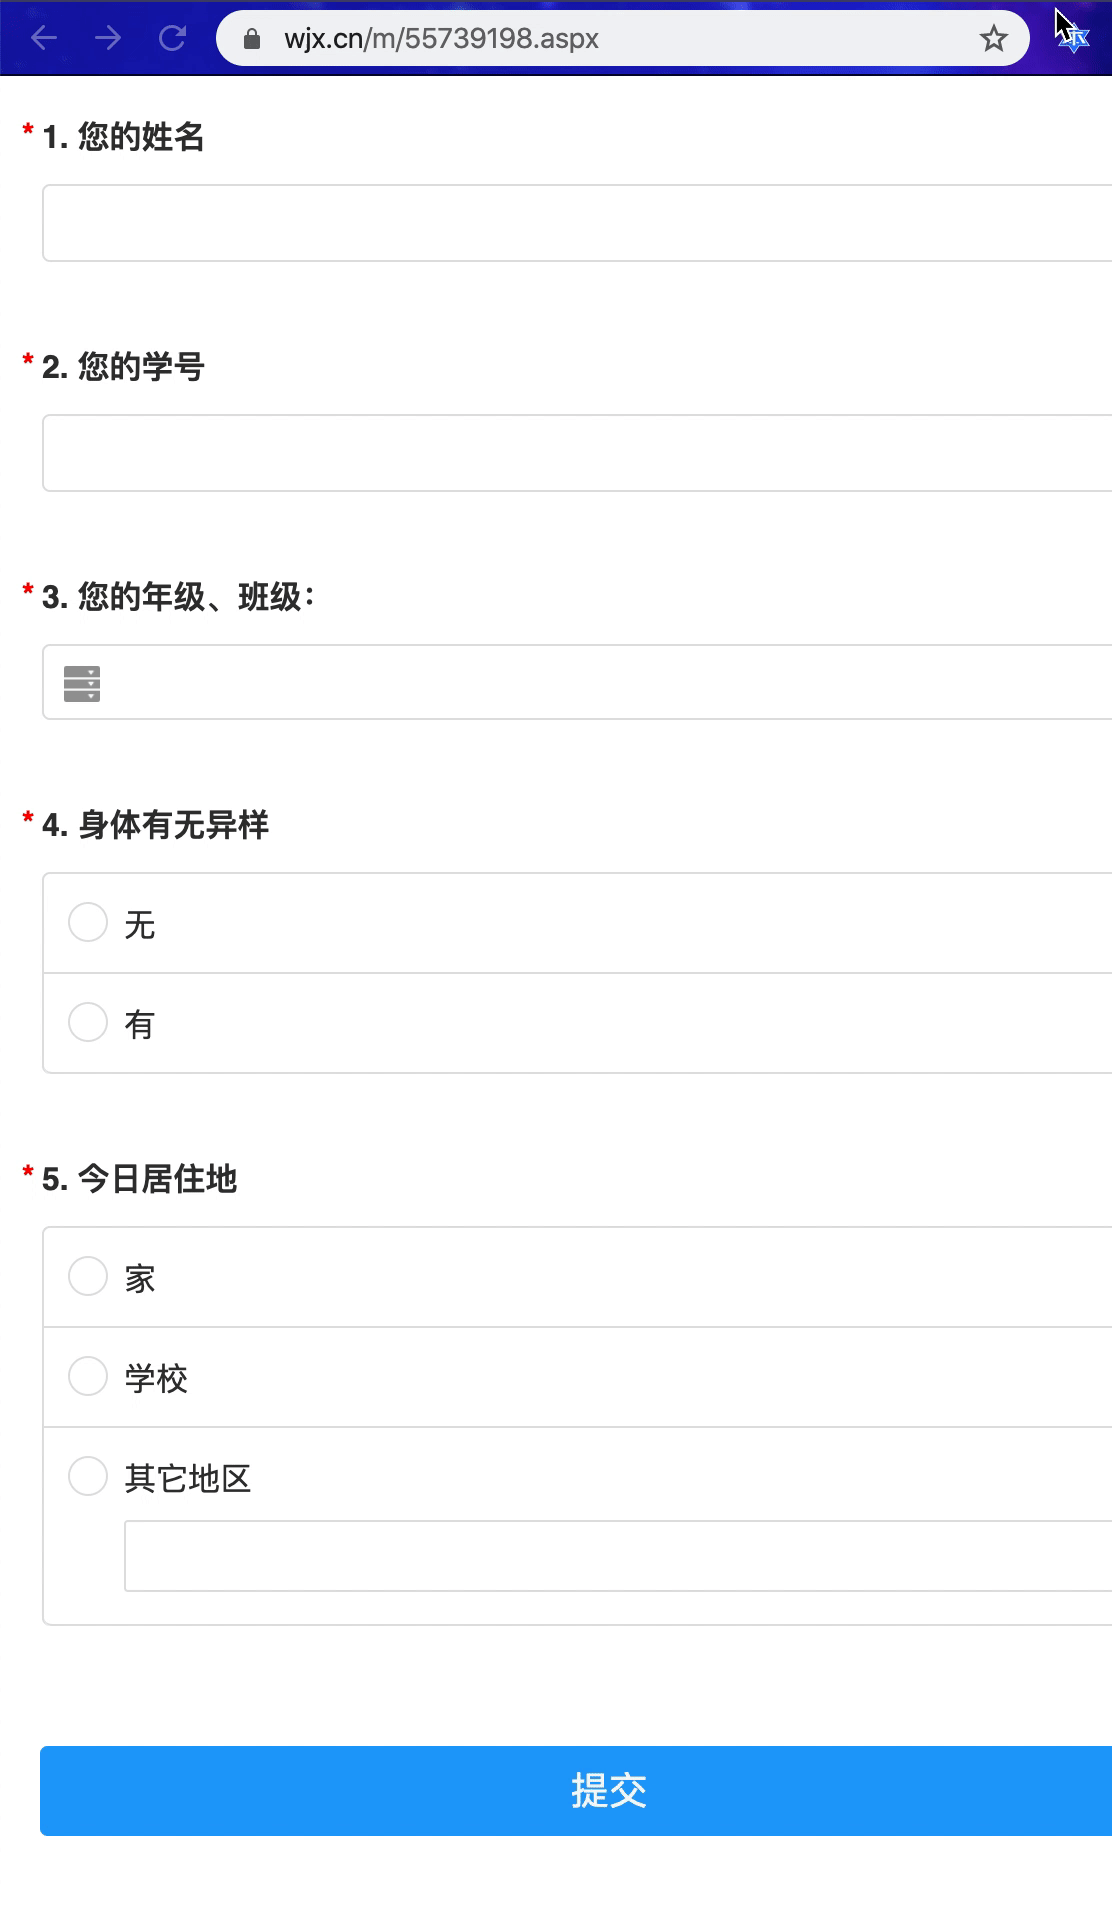 wjx.cn/m/55739198.aspx
* 1. 您的姓名
* 2. 您的学号
* 3. 您的年级、班级：
* 4. 身体有无异样
无
有
* 5. 今日居住地
家
学校
其它地区
提交